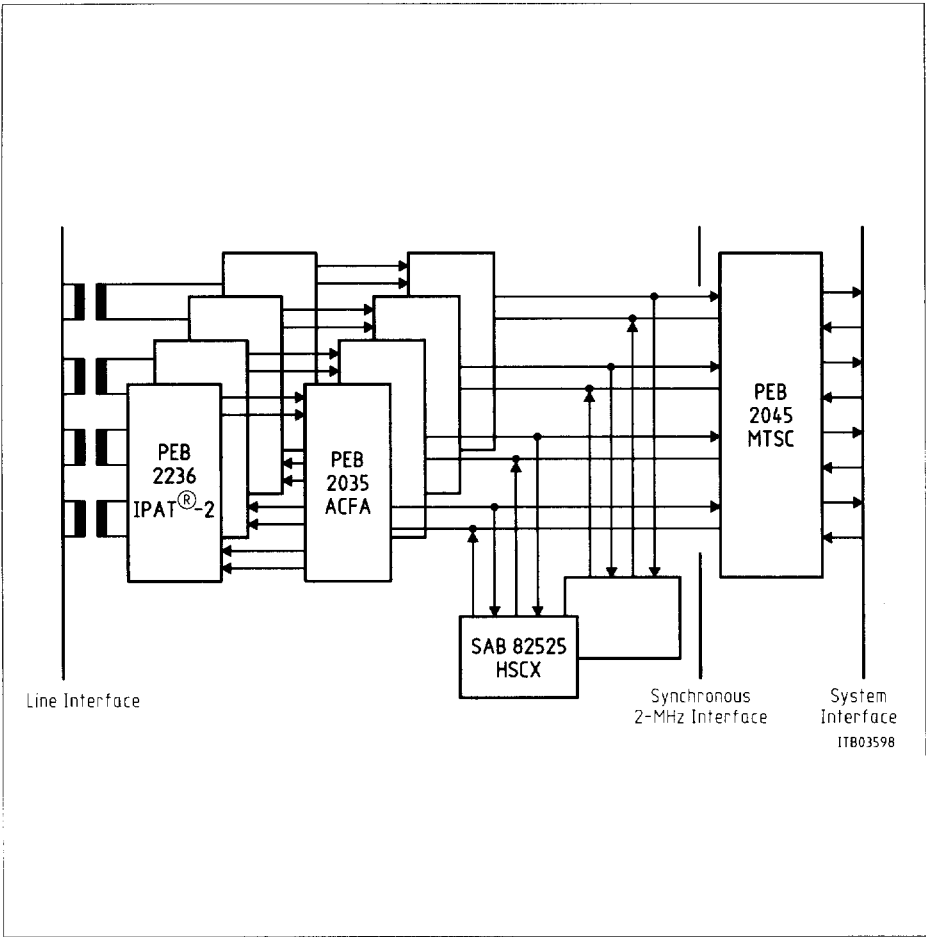 PEB
2236
IPAT®-2
PEB
2035
ACFA
PEB
2045
MTSC
SAB 82525
HSCX
Line Interface
Synchronous
2-MHz Interface
System
Interface
ITB03598